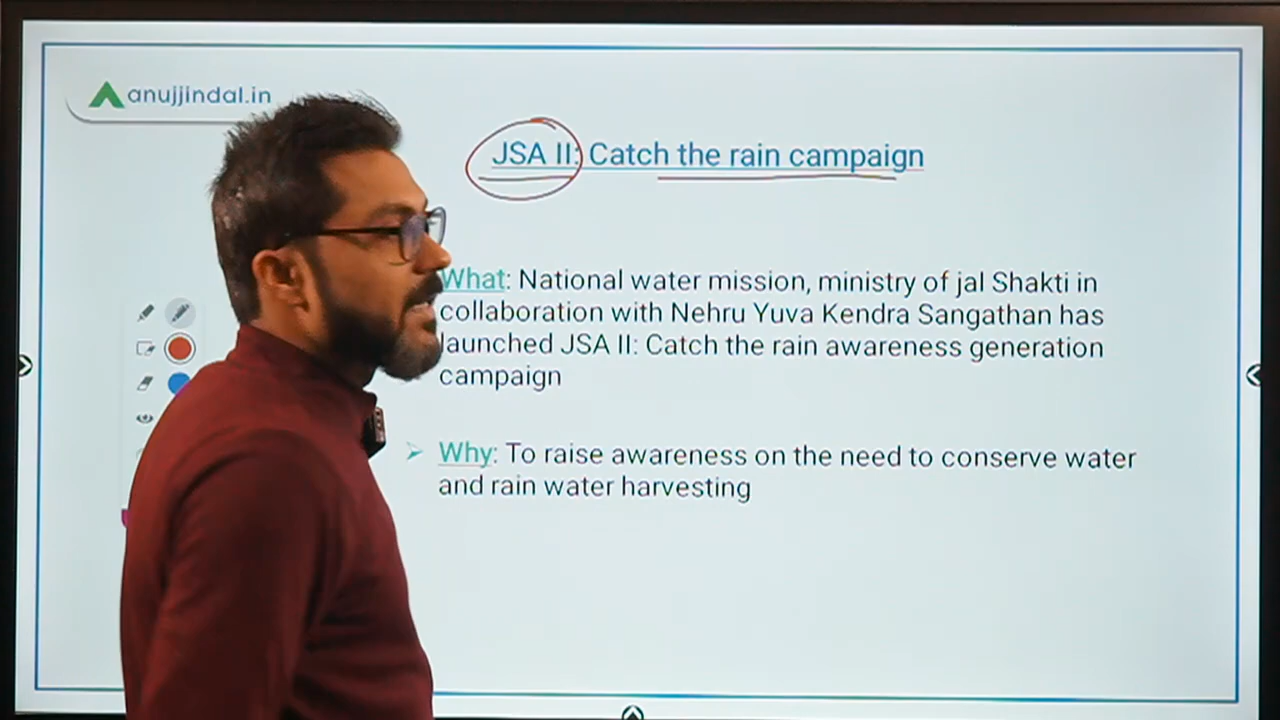 anujjindal.in
JSA II: Catch the rain campaign
What: National water mission, ministry of jal Shakti in
collaboration with Nehru Yuva Kendra Sangathan has
launched JSA II: Catch the rain awareness generation
campaign
Why: To raise awareness on the need to conserve water
and rain water harvesting